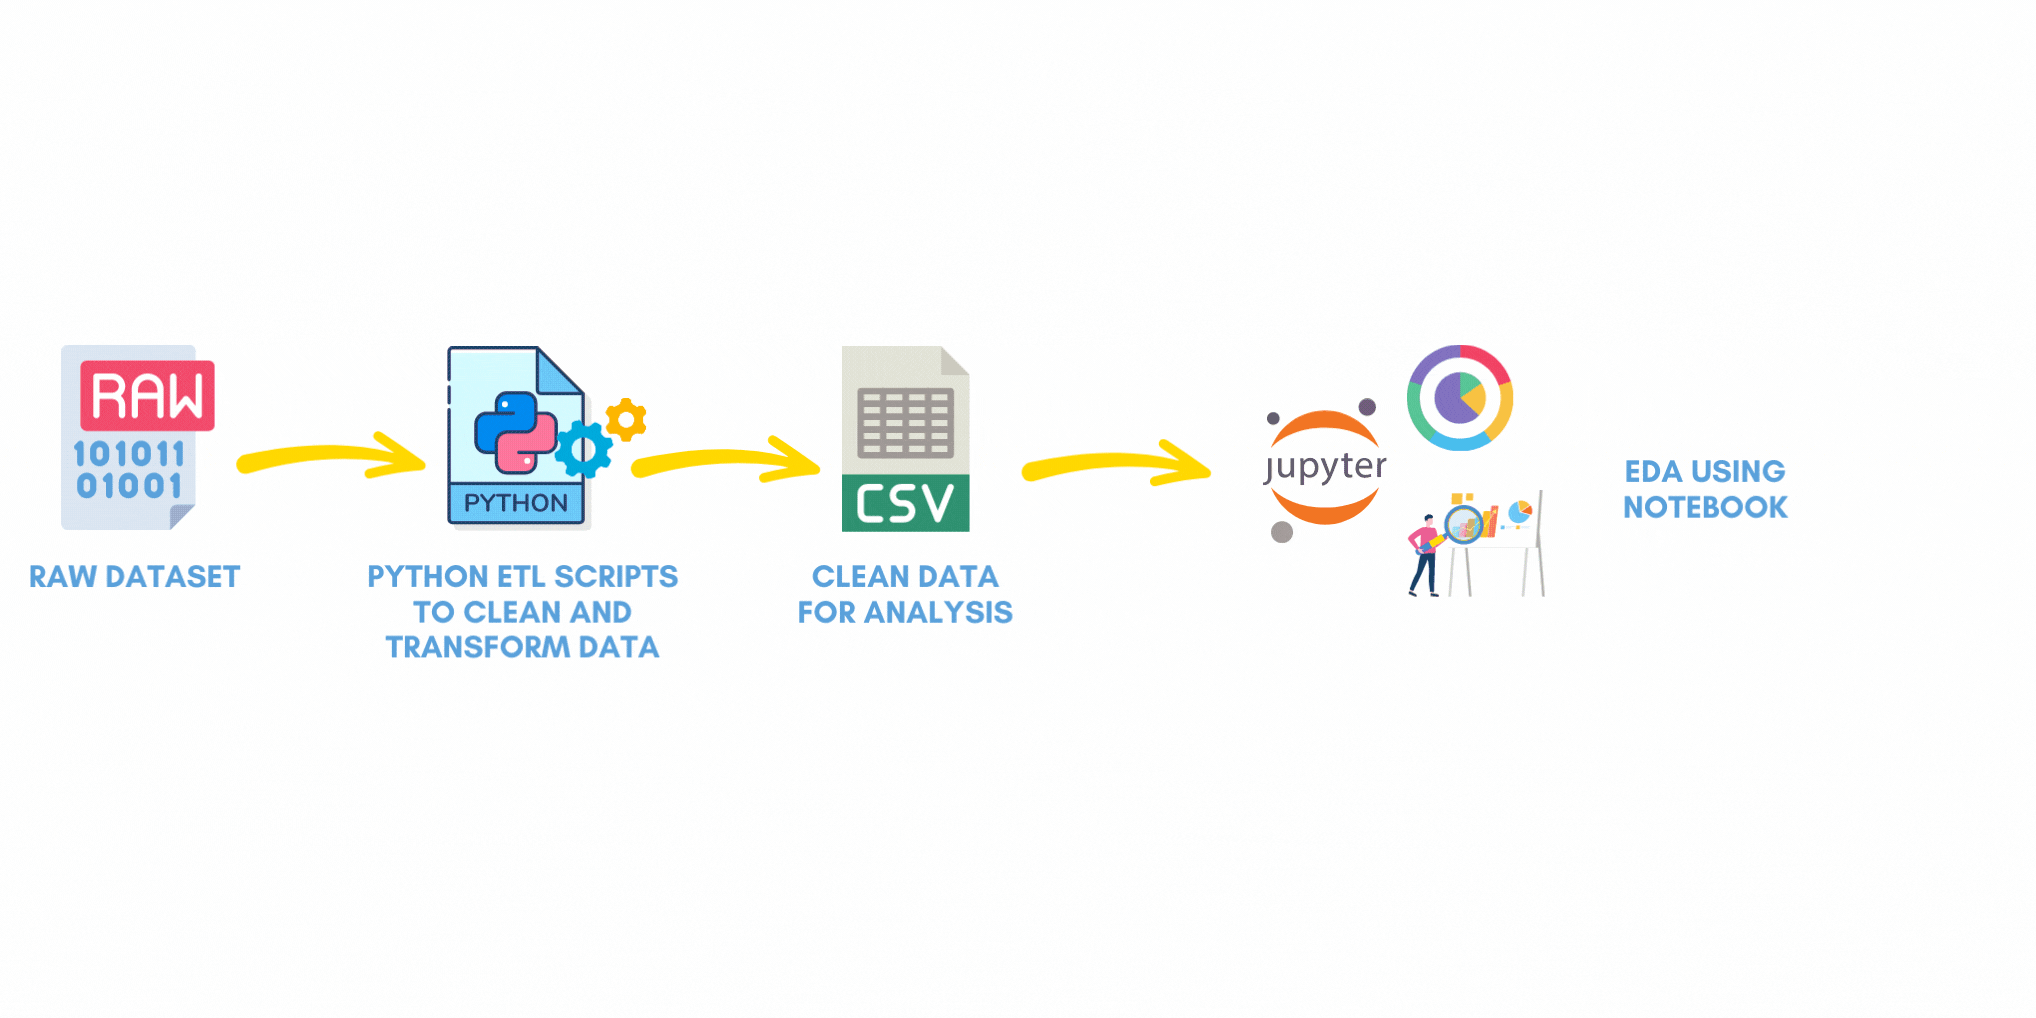 RAW
101011
01001
RAW DATASET
PYTHON
PYTHON ETL SCRIPTS
TO CLEAN AND
TRANSFORM DATA
CSV
CLEAN DATA
FOR ANALYSIS
jupyter
EDA USING
NOTEBOOK